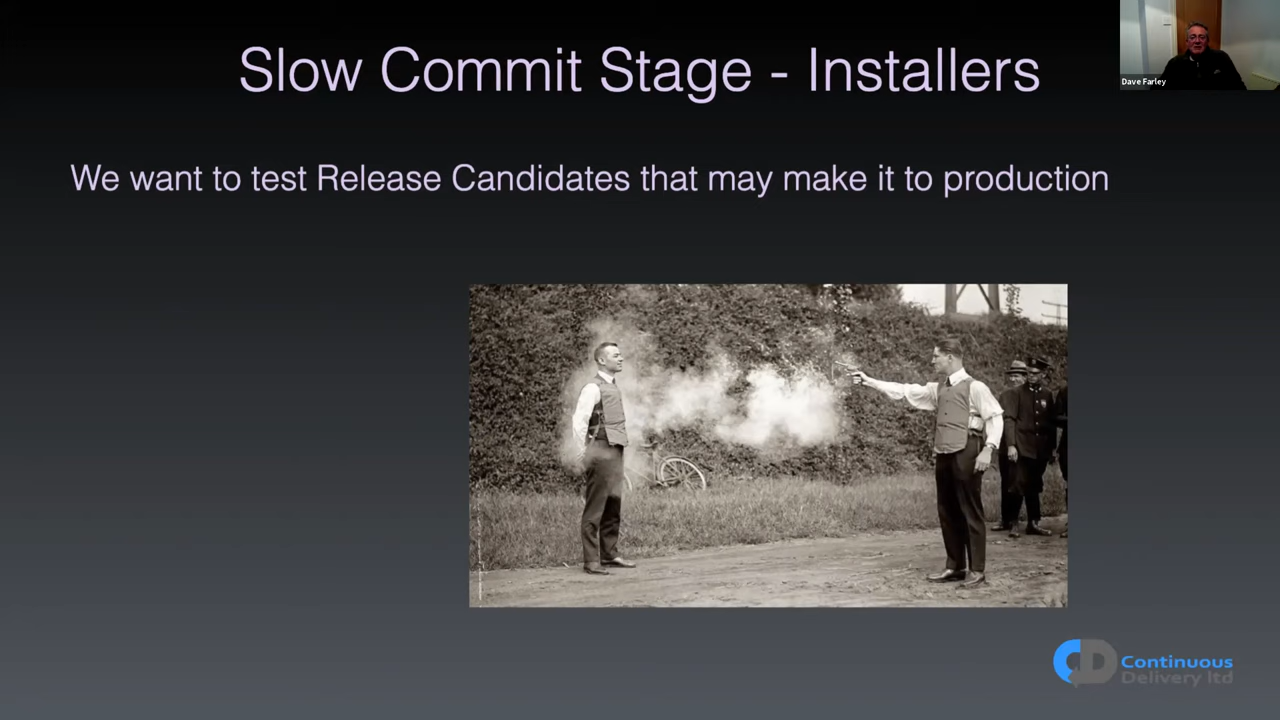 Slow Commit Stage - Installers
Dave Farley
We want to test Release Candidates that may make it to production
CD
Continuous
Delivery ltd